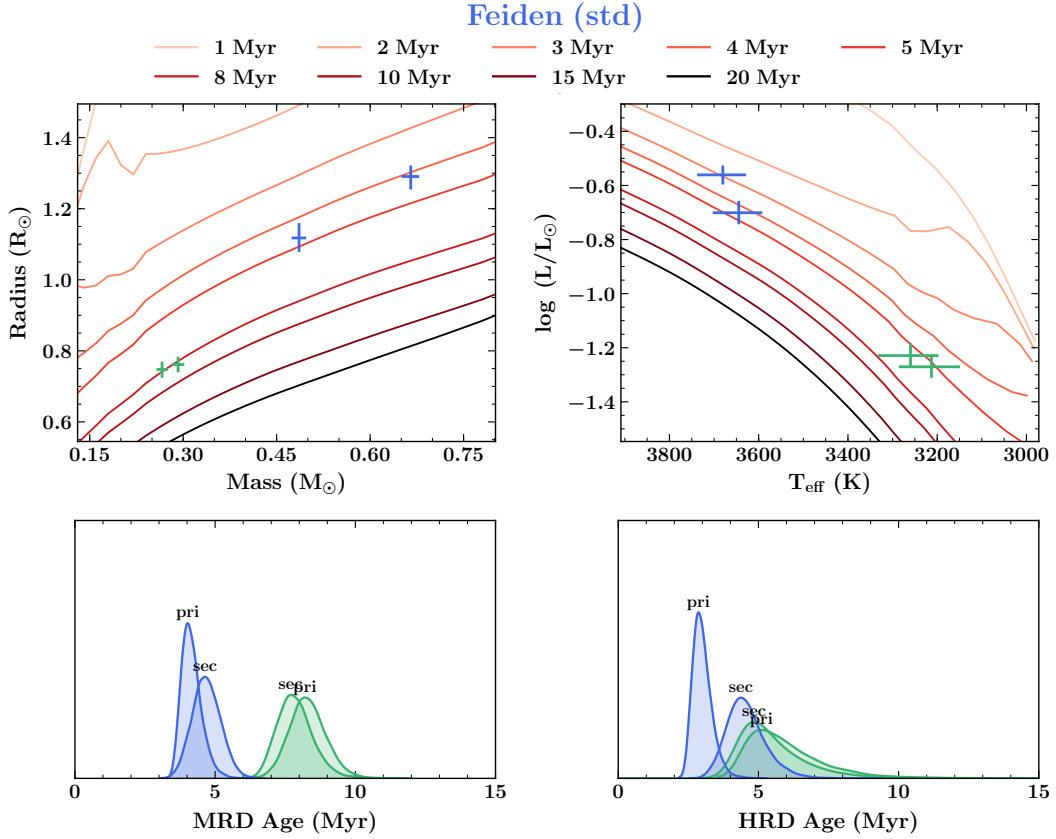 Feiden (std)
1 Myr 2 Myr 3 Myr 4 Myr 5 Myr
8 Myr 10 Myr 15 Myr 20 Myr
Radius (R⊙)
1.4
1.2
1.0
0.8
0.6
0.15 0.30 0.45 0.60 0.75
Mass (M⊙)
log (L/L⊙)
−0.4
−0.6
−0.8
−1.0
−1.2
−1.4
3800 3600 3400 3200 3000
T_eff (K)
pri
sec
sec
pri
0 5 10 15
MRD Age (Myr)
pri
sec
sec
pri
0 5 10 15
HRD Age (Myr)